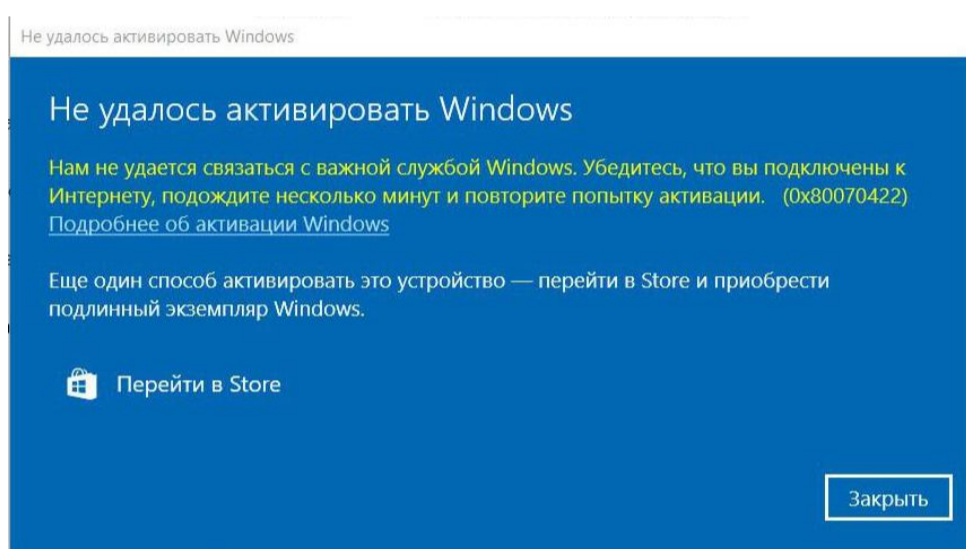 Не удалось активировать Windows
Не удалось активировать Windows
Нам не удается связаться с важной службой Windows. Убедитесь, что вы подключены к
Интернету, подождите несколько минут и повторите попытку активации. (0x80070422)
Подробнее об активации Windows
Еще один способ активировать это устройство — перейти в Store и приобрести
подлинный экземпляр Windows.
Перейти в Store
Закрыть